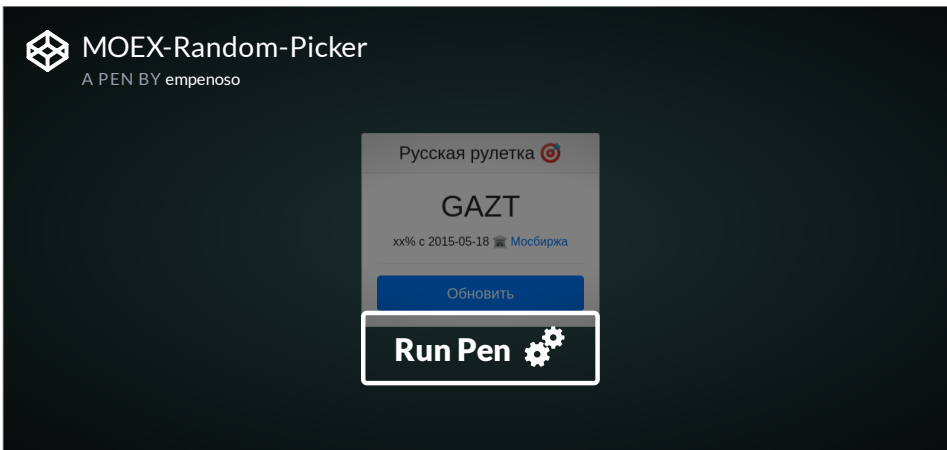 MOEX-Random-Picker
A PEN BY empenoso
Русская рулетка 🎯
GAZT
xx% с 2015-05-18 🏛 Мосбиржа
Обновить
Run Pen